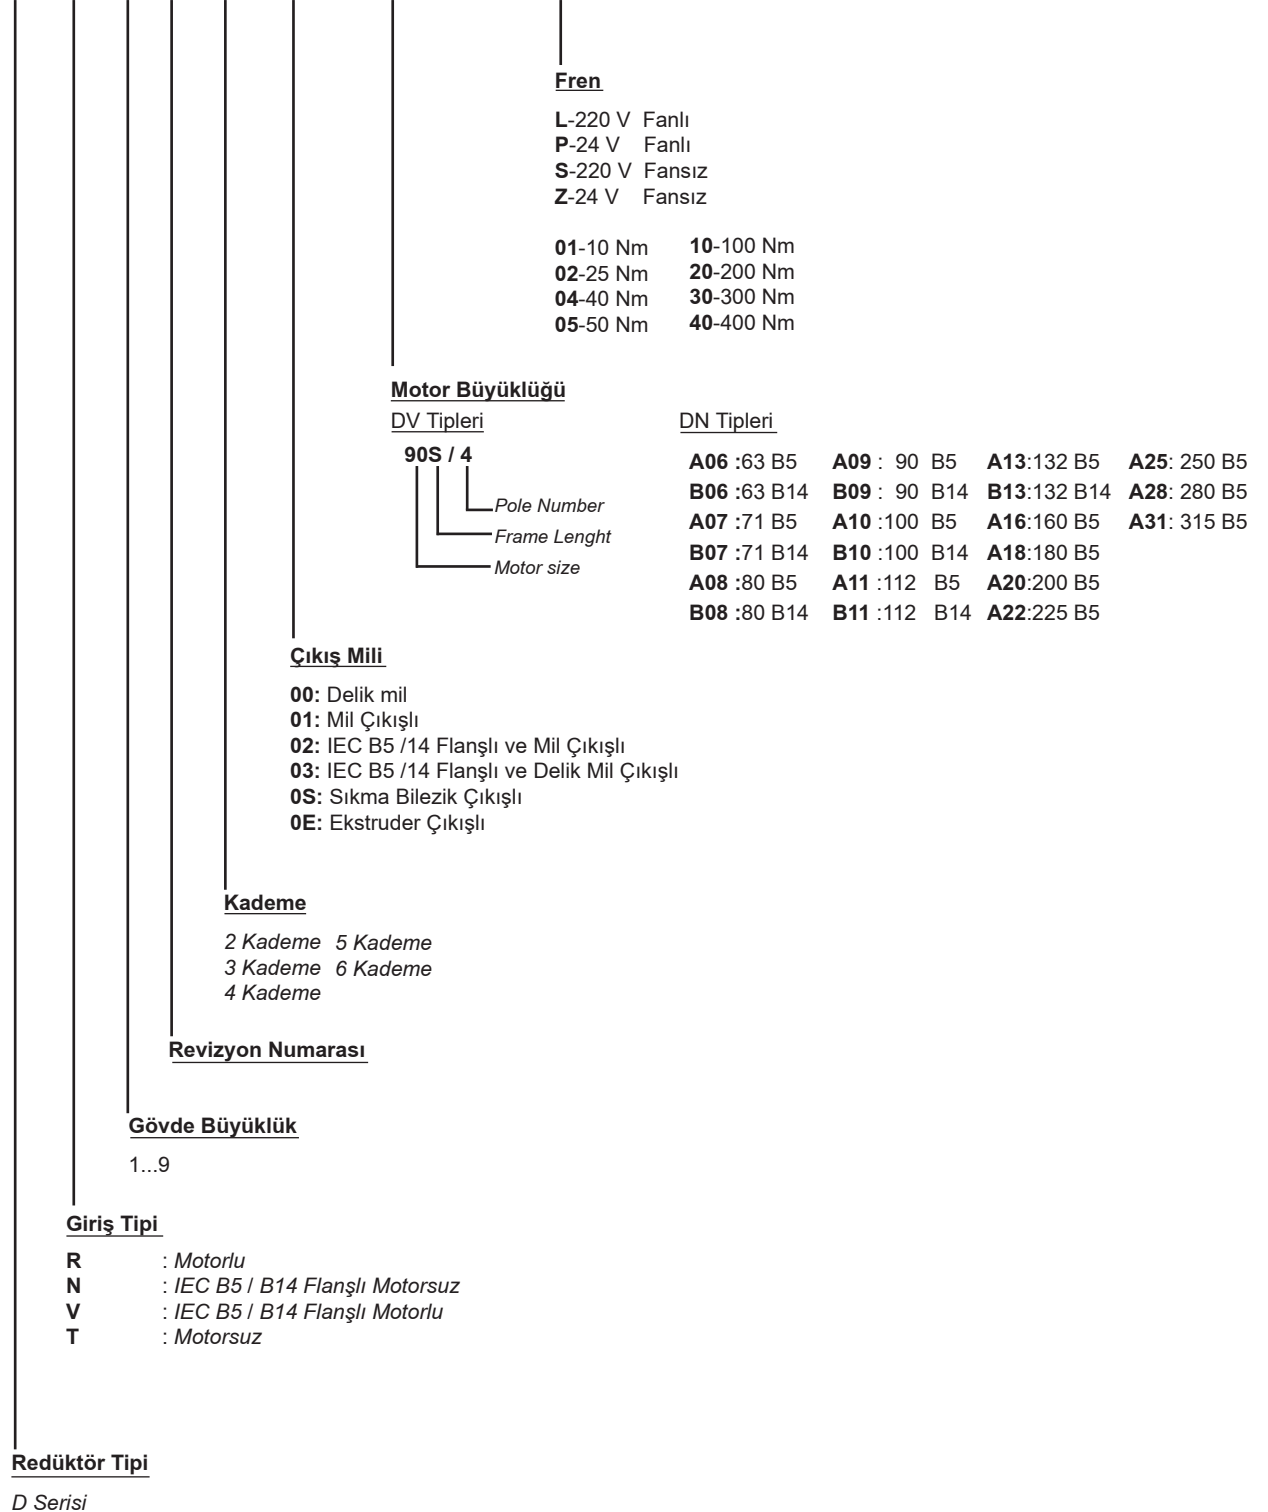 Fren
L-220 V Fanlı
P-24 V Fanlı
S-220 V Fansız
Z-24 V Fansız
01-10 Nm 10-100 Nm
02-25 Nm 20-200 Nm
04-40 Nm 30-300 Nm
05-50 Nm 40-400 Nm
Motor Büyüklüğü
DV Tipleri
90S / 4
Pole Number
Frame Lenght
Motor size
DN Tipleri
A06 :63 B5 A09 : 90 B5 A13:132 B5 A25: 250 B5
B06 :63 B14 B09 : 90 B14 B13:132 B14 A28: 280 B5
A07 :71 B5 A10 :100 B5 A16:160 B5 A31: 315 B5
B07 :71 B14 B10 :100 B14 A18:180 B5
A08 :80 B5 A11 :112 B5 A20:200 B5
B08 :80 B14 B11 :112 B14 A22:225 B5
Çıkış Mili
00: Delik mil
01: Mil Çıkışlı
02: IEC B5 /14 Flanşlı ve Mil Çıkışlı
03: IEC B5 /14 Flanşlı ve Delik Mil Çıkışlı
0S: Sıkma Bilezik Çıkışlı
0E: Ekstruder Çıkışlı
Kademe
2 Kademe 5 Kademe
3 Kademe 6 Kademe
4 Kademe
Revizyon Numarası
Gövde Büyüklük
1...9
Giriş Tipi
R : Motorlu
N : IEC B5 / B14 Flanşlı Motorsuz
V : IEC B5 / B14 Flanşlı Motorlu
T : Motorsuz
Redüktör Tipi
D Serisi